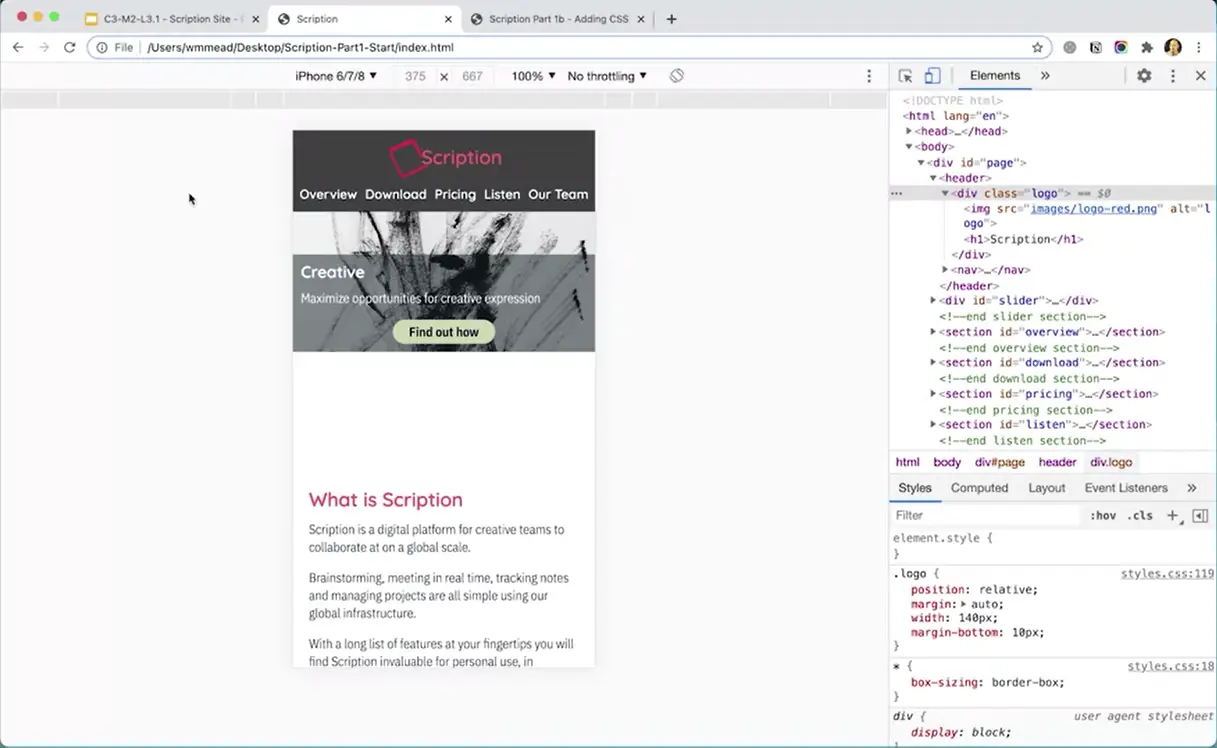 C3-M2-L3.1 - Scription Site -
Scription
Scription Part 1b - Adding CSS
File /Users/wmmead/Desktop/Scription-Part1-Start/index.html
iPhone 6/7/8 ▼ 375 × 667 100% ▼ No throttling ▼
Elements »
Scription
Overview Download Pricing Listen Our Team
Creative
Maximize opportunities for creative expression
Find out how
What is Scription
Scription is a digital platform for creative teams to
collaborate at on a global scale.
Brainstorming, meeting in real time, tracking notes
and managing projects are all simple using our
global infrastructure.
With a long list of features at your fingertips you will
find Scription invaluable for personal use, in
<!DOCTYPE html>
<html lang="en">
<head>…</head>
<body>
<div id="page">
<header>
<div class="logo"> == $0
<img src="images/logo-red.png" alt="l
ogo">
<h1>Scription</h1>
</div>
<nav>…</nav>
</header>
<div id="slider">…</div>
<!--end slider section-->
<section id="overview">…</section>
<!--end overview section-->
<section id="download">…</section>
<!--end download section-->
<section id="pricing">…</section>
<!--end pricing section-->
<section id="listen">…</section>
<!--end listen section-->
html body div#page header div.logo
Styles Computed Layout Event Listeners »
Filter :hov .cls +
element.style {
}
.logo { styles.css:119
position: relative;
margin: auto;
width: 140px;
margin-bottom: 10px;
}
* { styles.css:18
box-sizing: border-box;
}
div { user agent stylesheet
display: block;